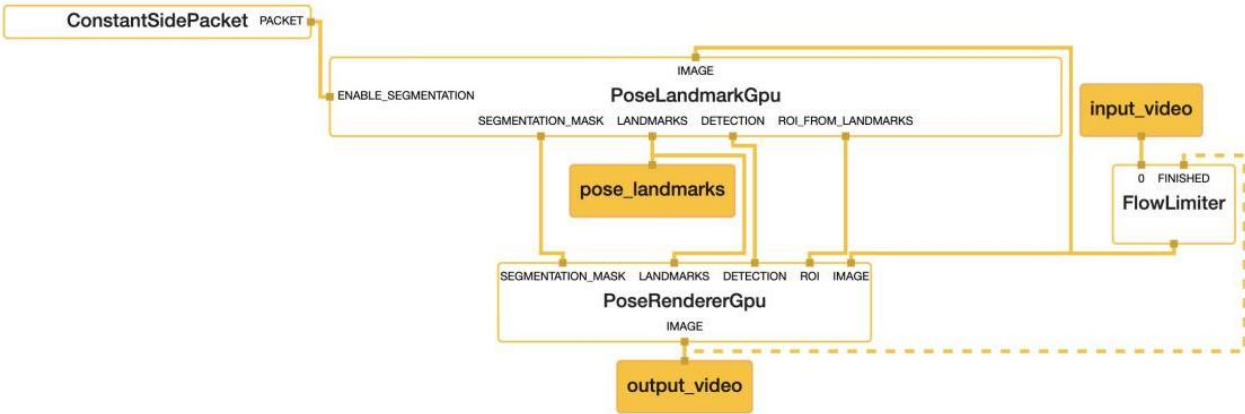 ConstantSidePacket PACKET
IMAGE
ENABLE_SEGMENTATION
PoseLandmarkGpu
SEGMENTATION_MASK LANDMARKS DETECTION ROI_FROM_LANDMARKS
input_video
0 FINISHED
FlowLimiter
pose_landmarks
SEGMENTATION_MASK LANDMARKS DETECTION ROI IMAGE
PoseRendererGpu
IMAGE
output_video